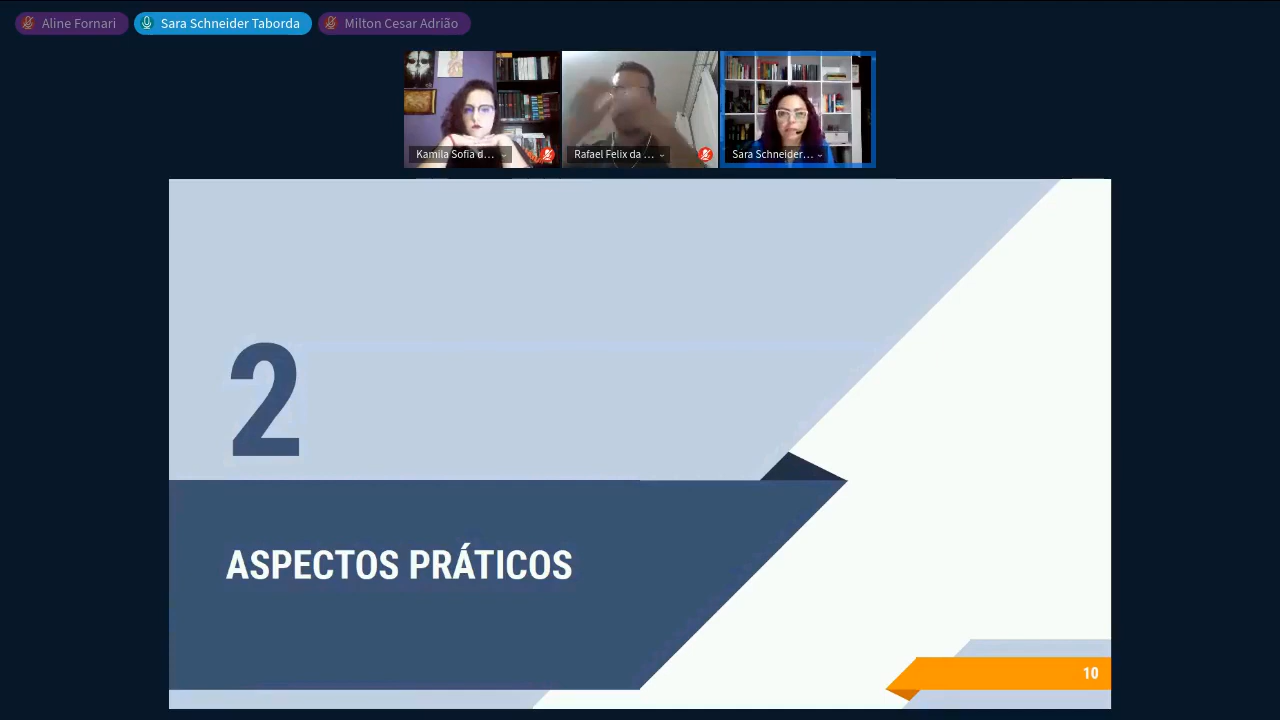 Aline Fornari
Sara Schneider Taborda
Milton Cesar Adrião
Kamila Sofia d...
Rafael Felix da ...
Sara Schneider...
2
ASPECTOS PRÁTICOS
10